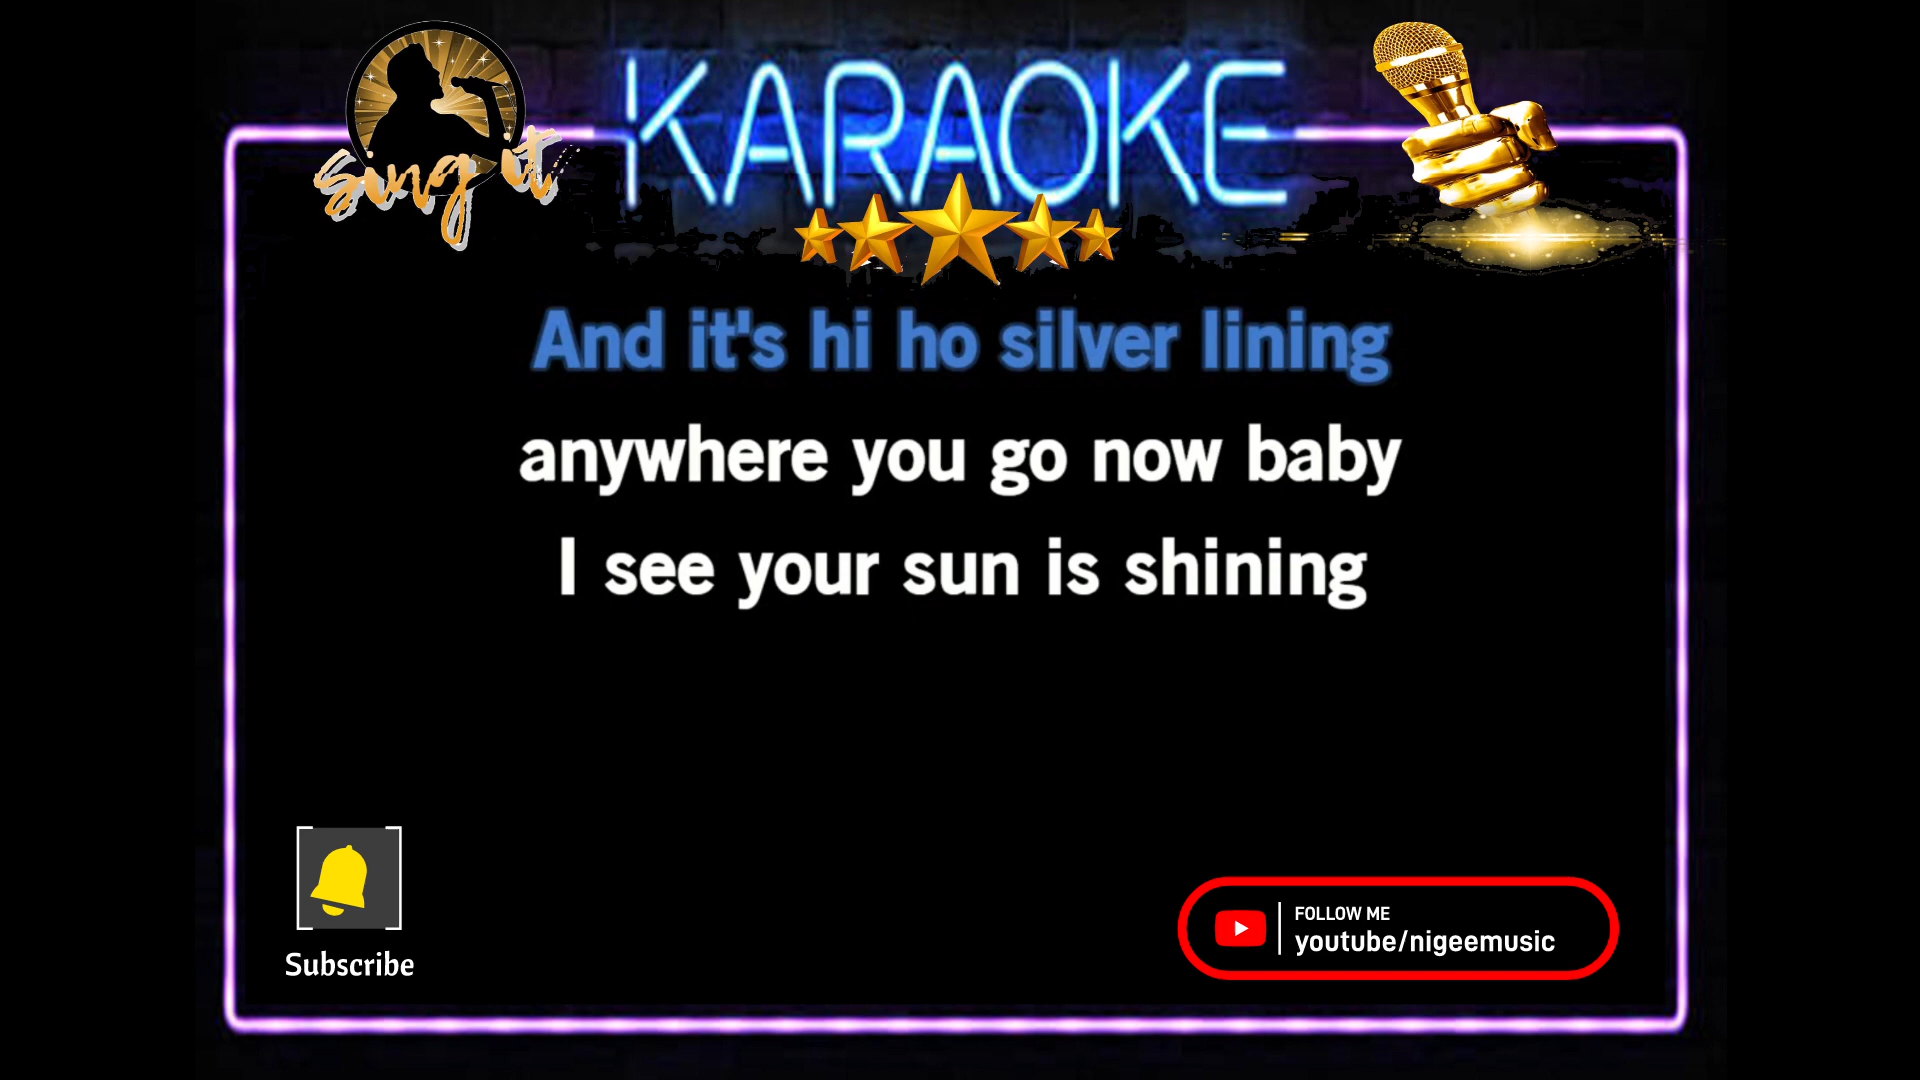 sing it
KARAOKE
And it's hi ho silver lining
anywhere you go now baby
I see your sun is shining
Subscribe
FOLLOW ME
youtube/nigeemusic